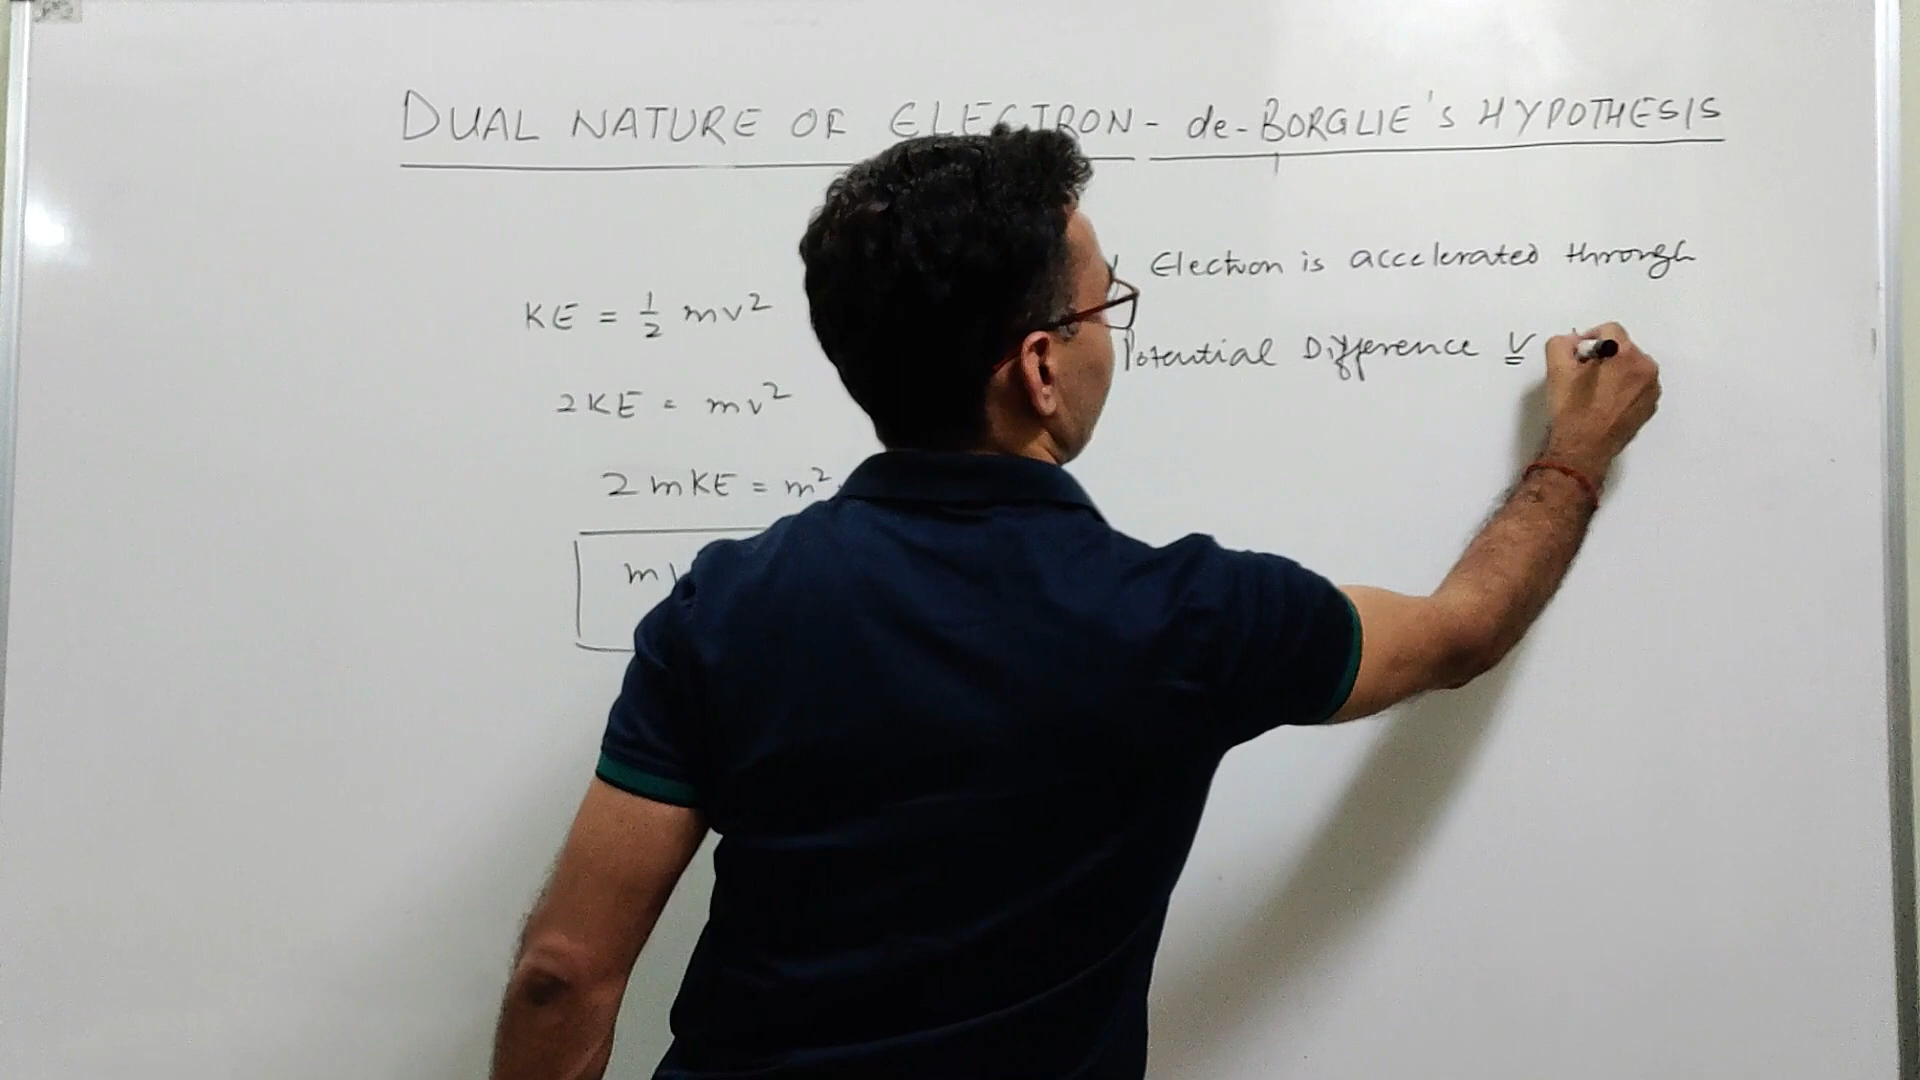 DUAL NATURE OF ELECTRON - de-BORGLIE'S HYPOTHESIS
KE = 1/2 mv²
2KE = mv²
2mKE = m²
Electron is accelerated through
Potential Difference V